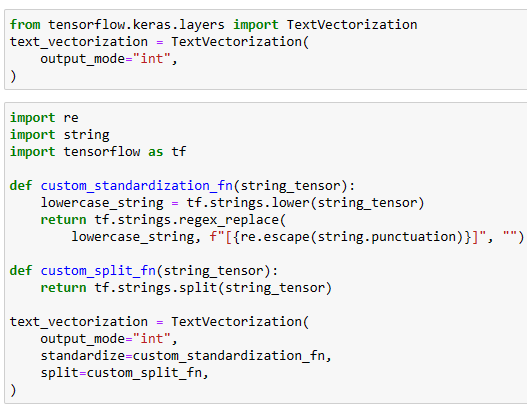 from tensorflow.keras.layers import TextVectorization
text_vectorization = TextVectorization(
    output_mode="int",
)
import re
import string
import tensorflow as tf

def custom_standardization_fn(string_tensor):
    lowercase_string = tf.strings.lower(string_tensor)
    return tf.strings.regex_replace(
        lowercase_string, f"[{re.escape(string.punctuation)}]", "")

def custom_split_fn(string_tensor):
    return tf.strings.split(string_tensor)

text_vectorization = TextVectorization(
    output_mode="int",
    standardize=custom_standardization_fn,
    split=custom_split_fn,
)